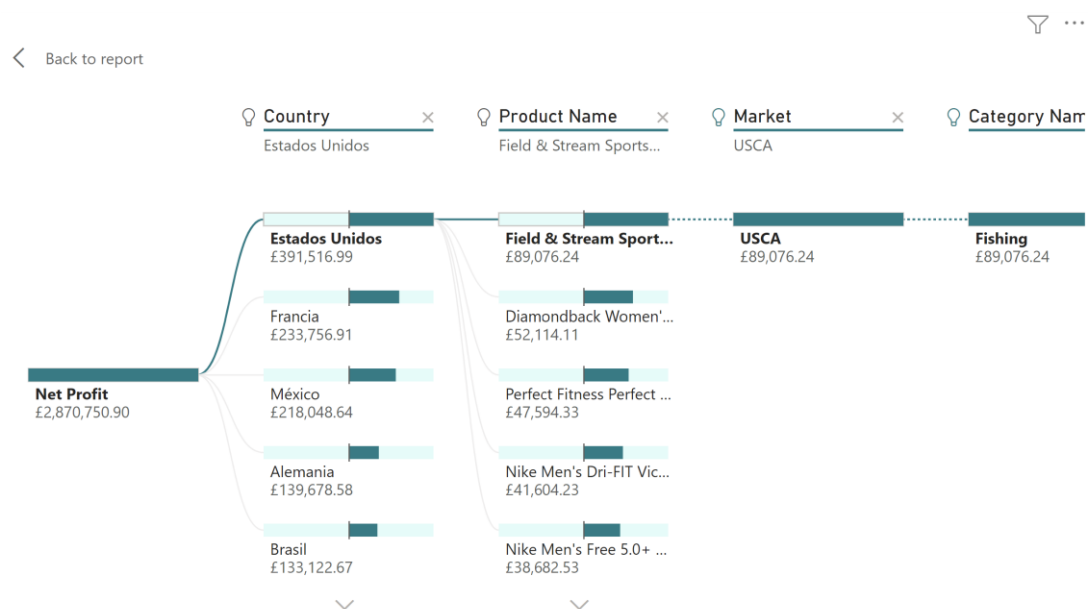 Back to report
Country
Estados Unidos
Product Name
Field & Stream Sports...
Market
USCA
Category Nam
Net Profit
£2,870,750.90
Estados Unidos
£391,516.99
Francia
£233,756.91
México
£218,048.64
Alemania
£139,678.58
Brasil
£133,122.67
Field & Stream Sport...
£89,076.24
Diamondback Women'...
£52,114.11
Perfect Fitness Perfect ...
£47,594.33
Nike Men's Dri-FIT Vic...
£41,604.23
Nike Men's Free 5.0+ ...
£38,682.53
USCA
£89,076.24
Fishing
£89,076.24